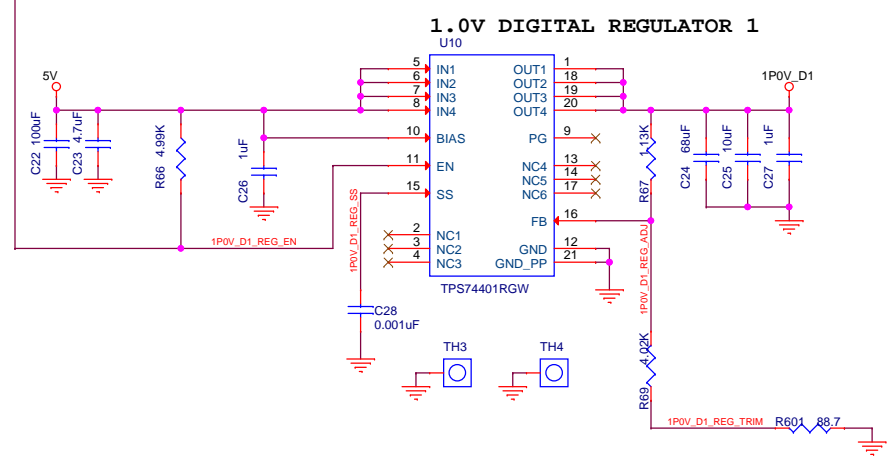 1.0V DIGITAL REGULATOR 1
U10
5V
1P0V_D1
5 IN1 OUT1 1
6 IN2 OUT2 18
7 IN3 OUT3 19
8 IN4 OUT4 20
10 BIAS PG 9
11 EN NC4 13
NC5 14
15 SS NC6 17
FB 16
2 NC1
3 NC2 GND 12
4 NC3 GND_PP 21
TPS74401RGW
C22 100uF
C23 4.7uF
R66 4.99K
C26 1uF
1P0V_D1_REG_EN
1P0V_D1_REG_SS
C28
0.001uF
R67 1.13K
C24 68uF
C25 10uF
C27 1uF
1P0V_D1_REG_ADJ
TH3
TH4
R69 4.02K
1P0V_D1_REG_TRIM
R601 88.7